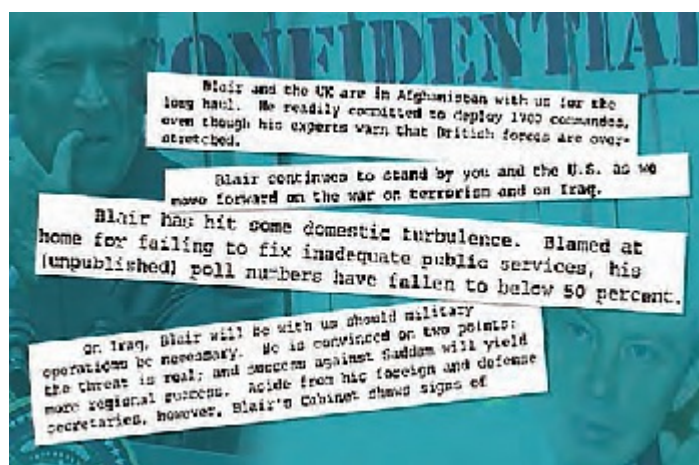 CONFIDENTIAL
Blair and the UK are in Afghanistan with us for the
long haul. He readily committed to deploy 1700 commandos,
even though his experts warn that British forces are over-
stretched.
Blair continues to stand by you and the U.S. as we
move forward on the war on terrorism and on Iraq.
Blair has hit some domestic turbulence. Blamed at
home for failing to fix inadequate public services, his
(unpublished) poll numbers have fallen to below 50 percent.
On Iraq, Blair will be with us should military
operations be necessary. He is convinced on two points:
the threat is real; and success against Saddam will yield
more regional success. Aside from his foreign and defense
secretaries, however, Blair's Cabinet shows signs of